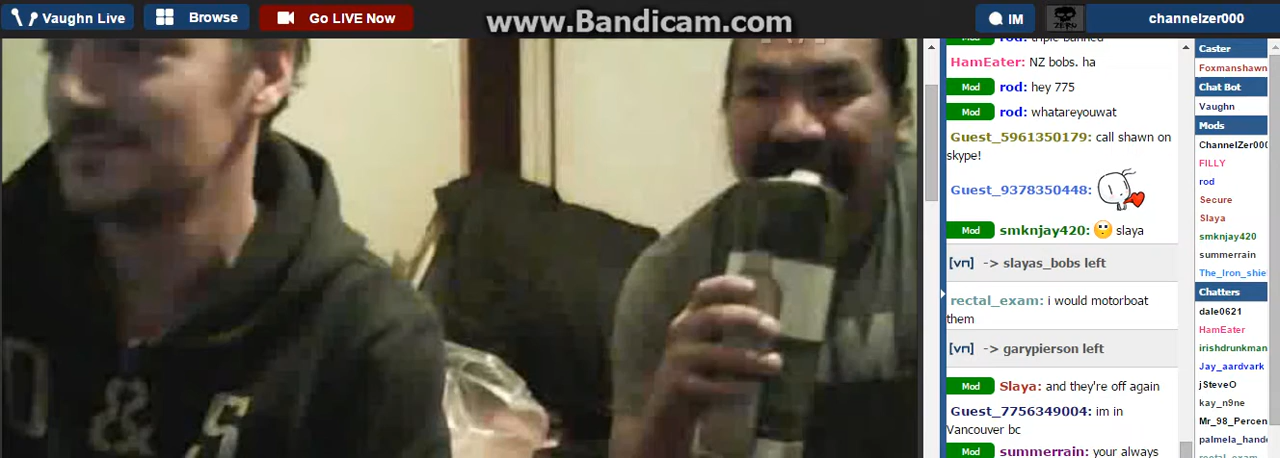 Vaughn Live
Browse
Go LIVE Now
www.Bandicam.com
IM
ZERO
channelzer000
D & S
rod: triple banned
HamEater: NZ bobs. ha
Mod rod: hey 775
Mod rod: whatareyouwat
Guest_5961350179: call shawn on
skype!
Guest_9378350448:
Mod smknjay420: slaya
[vn] -> slayas_bobs left
rectal_exam: i would motorboat
them
[vn] -> garypierson left
Mod Slaya: and they're off again
Guest_7756349004: im in
Vancouver bc
Mod summerrain: your always
Caster
Foxmanshawn
Chat Bot
Vaughn
Mods
ChannelZer000
FILLY
rod
Secure
Slaya
smknjay420
summerrain
The_Iron_shie
Chatters
dale0621
HamEater
irishdrunkman
Jay_aardvark
jSteveO
kay_n9ne
Mr_98_Percen
palmela_hande
rectal_exam